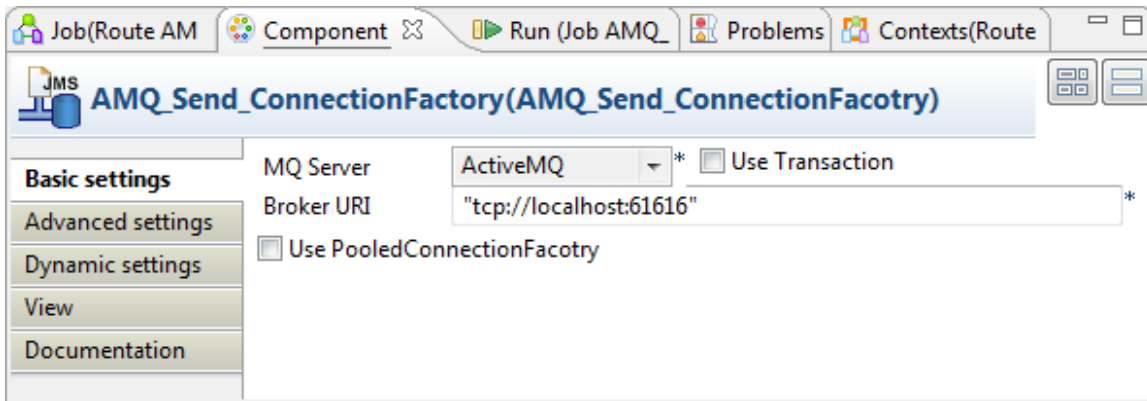 Job(Route AM Component Run (Job AMQ_ Problems Contexts(Route
JMS
AMQ_Send_ConnectionFactory(AMQ_Send_ConnectionFacotry)
Basic settings
Advanced settings
Dynamic settings
View
Documentation
MQ Server ActiveMQ * Use Transaction
Broker URI "tcp://localhost:61616" *
Use PooledConnectionFacotry